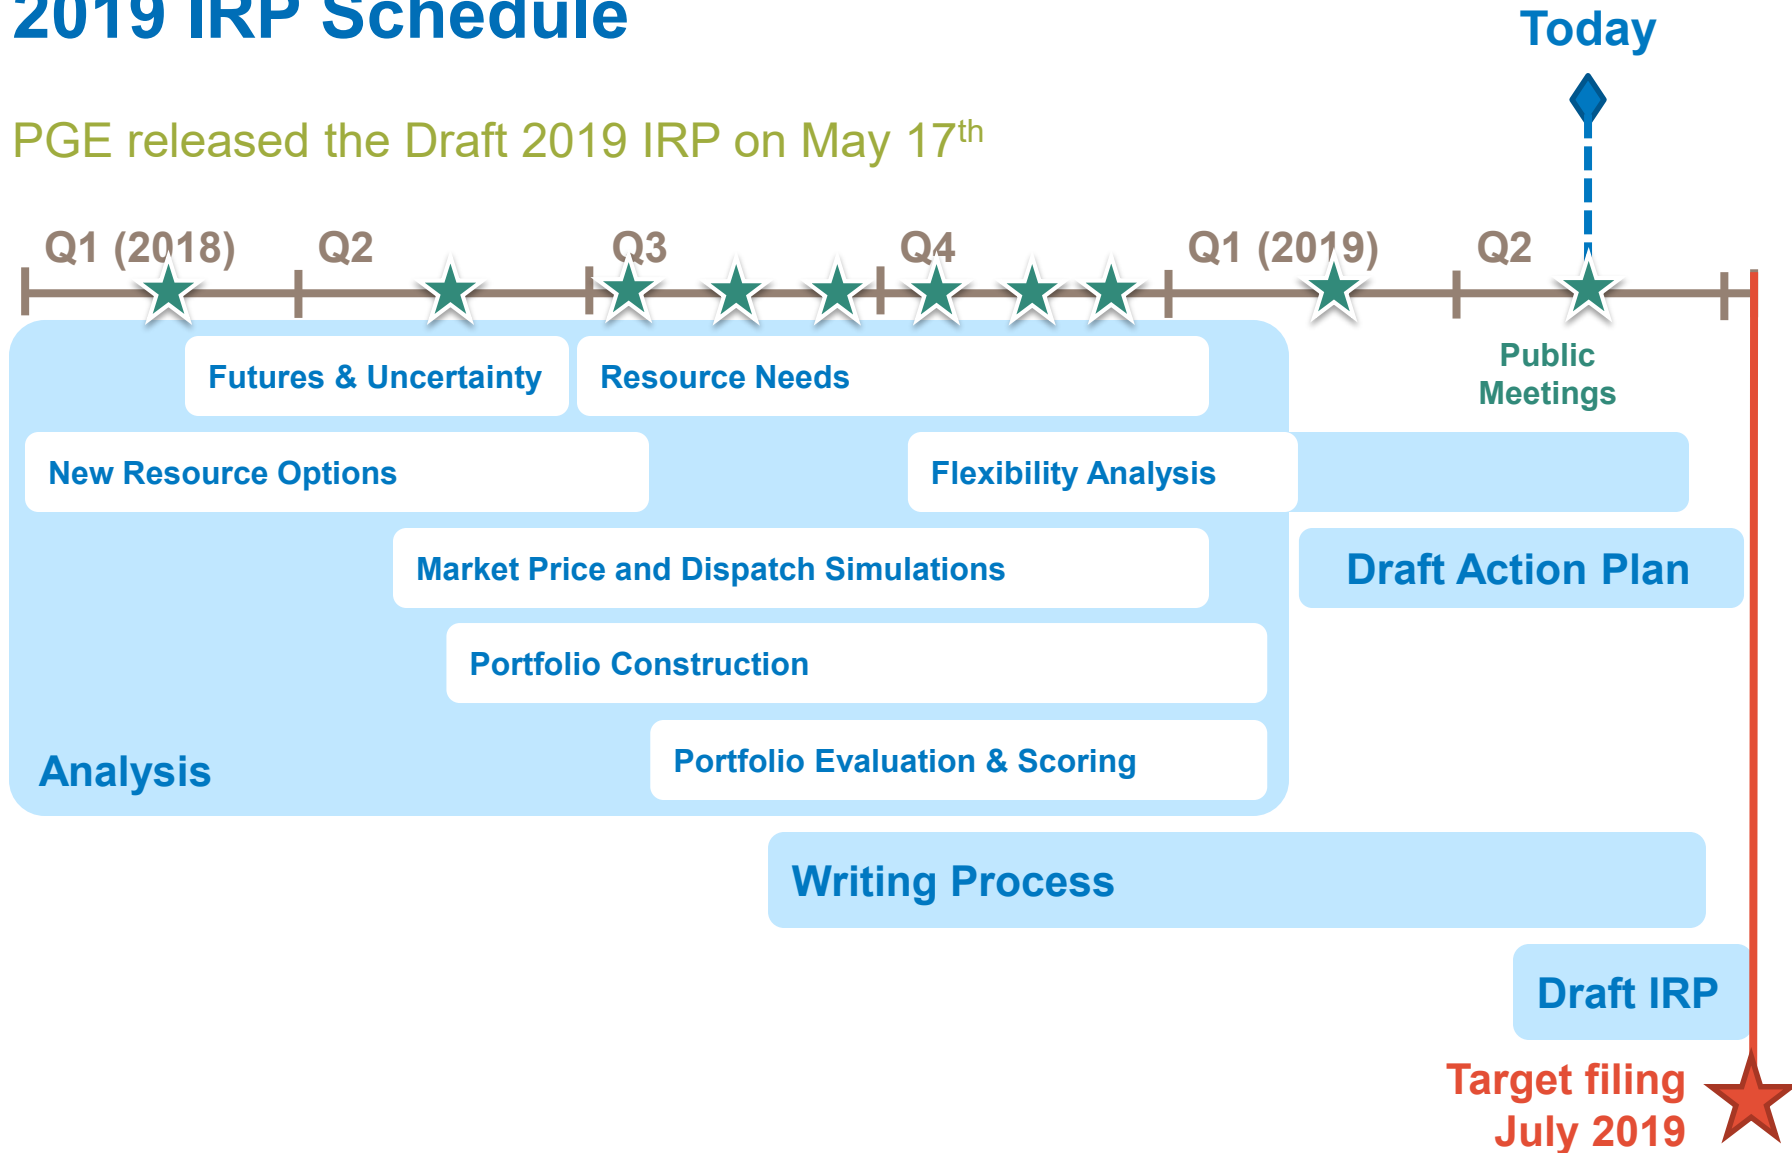 2019 IRP Schedule
Today
PGE released the Draft 2019 IRP on May 17th
Q1 (2018)
Q2
Q3
Q4
Q1 (2019)
Q2
Public
Meetings
Futures & Uncertainty
Resource Needs
New Resource Options
Flexibility Analysis
Market Price and Dispatch Simulations
Draft Action Plan
Portfolio Construction
Portfolio Evaluation & Scoring
Analysis
Writing Process
Draft IRP
Target filing
July 2019